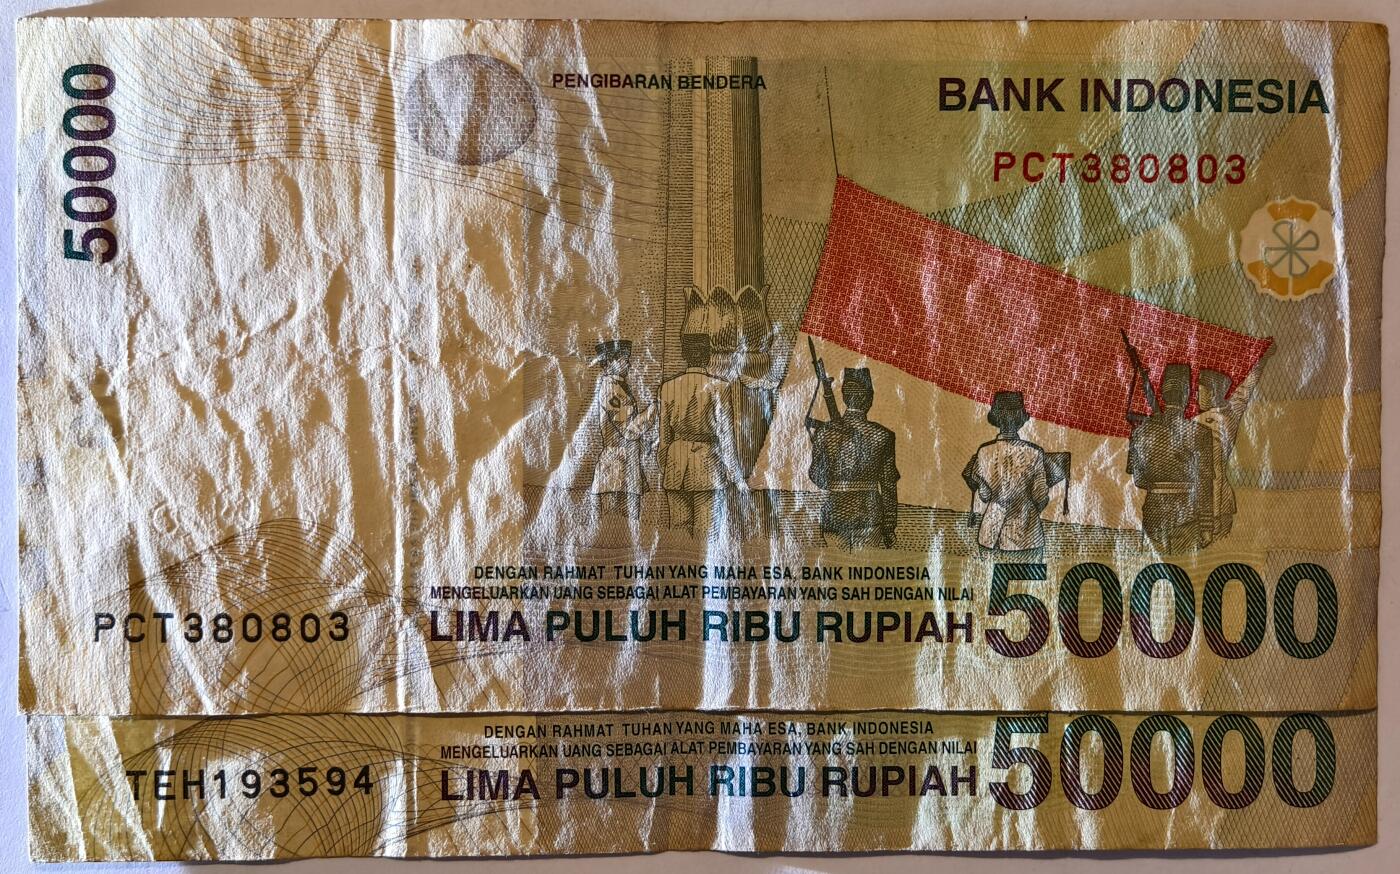 50000
PENGIBARAN BENDERA
BANK INDONESIA
PCT380803
DENGAN RAHMAT TUHAN YANG MAHA ESA, BANK INDONESIA
MENGELUARKAN UANG SEBAGAI ALAT PEMBAYARAN YANG SAH DENGAN NILAI
LIMA PULUH RIBU RUPIAH
50000
PCT380803
DENGAN RAHMAT TUHAN YANG MAHA ESA, BANK INDONESIA
MENGELUARKAN UANG SEBAGAI ALAT PEMBAYARAN YANG SAH DENGAN NILAI
LIMA PULUH RIBU RUPIAH
50000
TEH193594